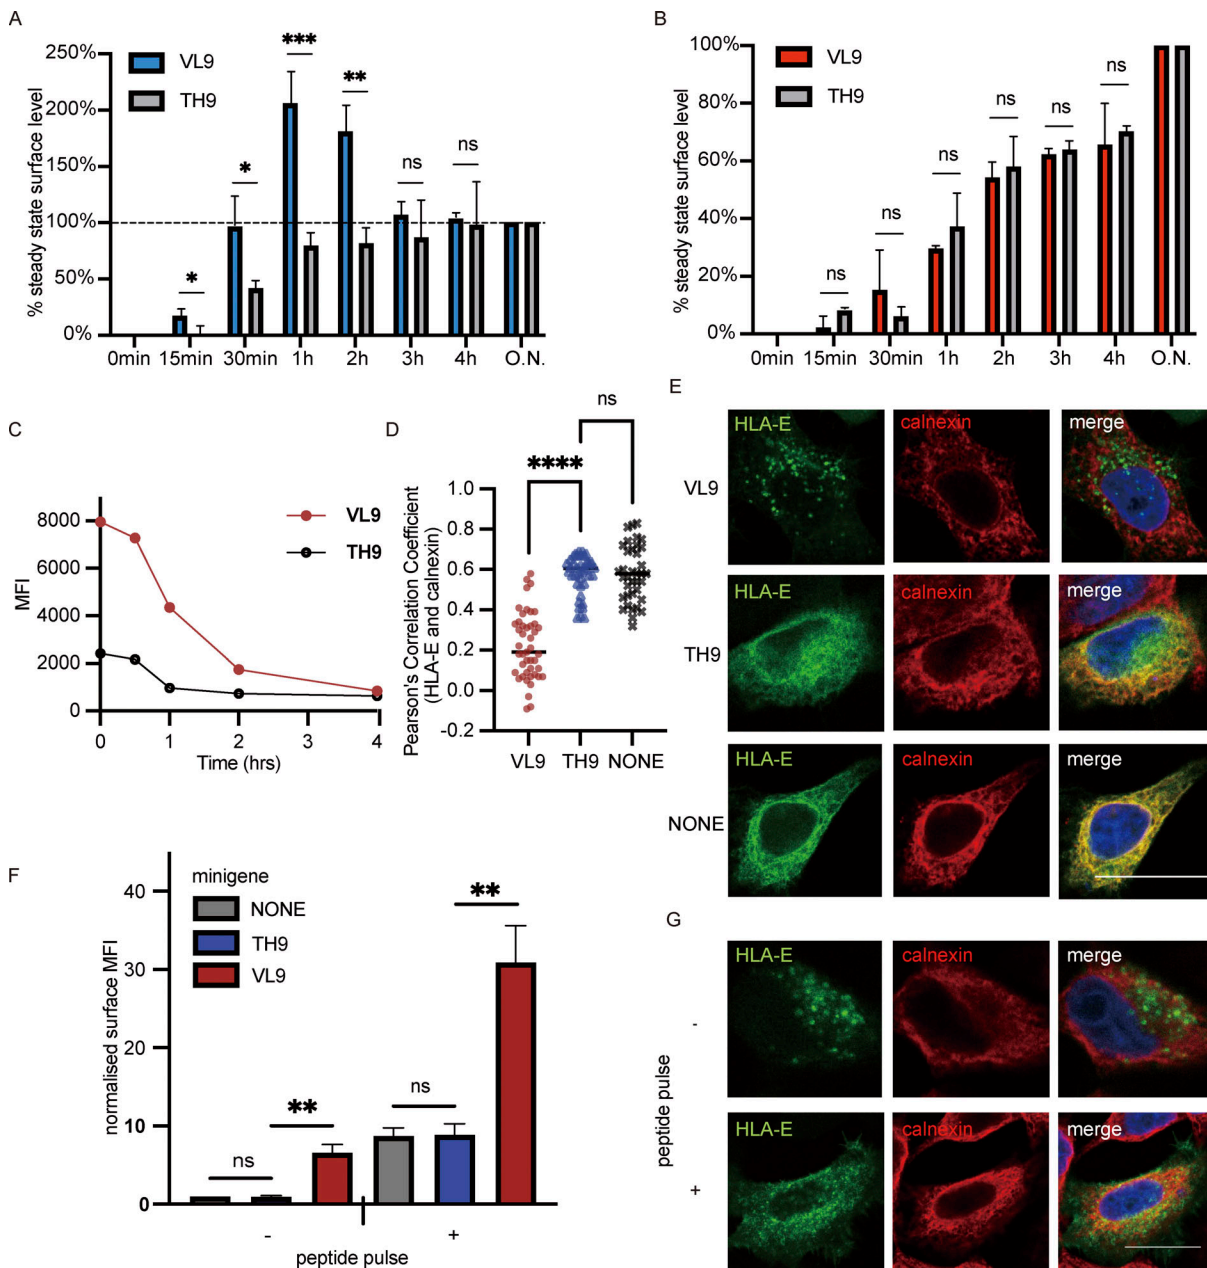 A
% steady state surface level
250%
200%
150%
100%
50%
0%
VL9
TH9
*
*
***
**
ns
ns
0min 15min 30min 1h 2h 3h 4h O.N.
B
% steady state surface level
100%
80%
60%
40%
20%
0%
VL9
TH9
ns
ns
ns
ns
ns
ns
0min 15min 30min 1h 2h 3h 4h O.N.
C
MFI
8000
6000
4000
2000
0
VL9
TH9
0 1 2 3 4
Time (hrs)
D
Pearson's Correlation Coefficient
(HLA-E and calnexin)
1.0
0.8
0.6
0.4
0.2
0.0
-0.2
****
ns
VL9 TH9 NONE
E
HLA-E calnexin merge
VL9
HLA-E calnexin merge
TH9
HLA-E calnexin merge
NONE
F
normalised surface MFI
40
30
20
10
0
minigene
NONE
TH9
VL9
ns
**
ns
**
- +
peptide pulse
G
HLA-E calnexin merge
-
peptide pulse
HLA-E calnexin merge
+